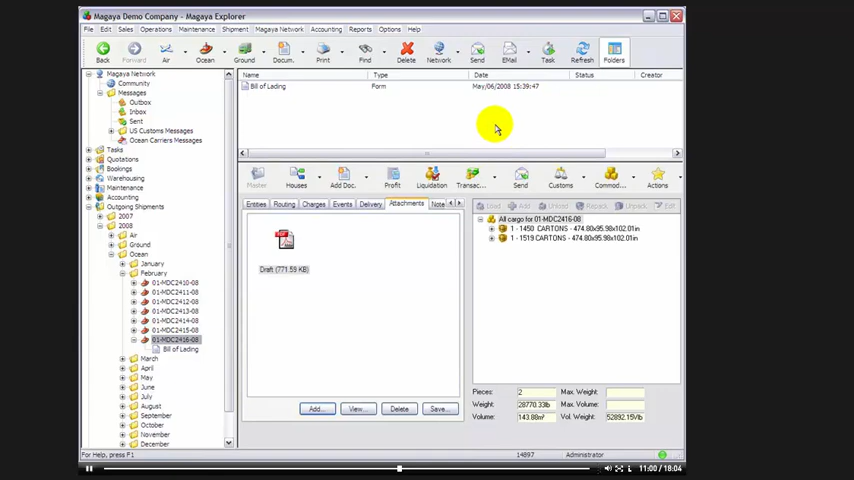 Magaya Demo Company - Magaya Explorer
File Edit Sales Operations Maintenance Shipment Magaya Network Accounting Reports Options Help
Back Forward Air Ocean Ground Docum. Print Find Delete Network Send EMail Task Refresh Folders
Magaya Network
Community
Messages
Outbox
Inbox
Sent
US Customs Messages
Ocean Carriers Messages
Tasks
Quotations
Bookings
Warehousing
Maintenance
Accounting
Outgoing Shipments
2007
2008
Air
Ground
Ocean
January
February
01-MDC2410-08
01-MDC2411-08
01-MDC2412-08
01-MDC2413-08
01-MDC2414-08
01-MDC2415-08
01-MDC2416-08
Bill of Lading
March
April
May
June
July
August
September
October
November
December
Name Type Date Status Creator
Bill of Lading Form May/06/2008 15:39:47
Master Houses Add Doc. Profit Liquidation Transac... Send Customs Commod... Actions
Entities Routing Charges Events Delivery Attachments Note
Draft (771.59 KB)
Add... View... Delete Save...
Load Add Unload Repack Unpack Edit
All cargo for 01-MDC2416-08
1 - 1450 CARTONS - 474.80x95.98x102.01in
1 - 1519 CARTONS - 474.80x95.98x102.01in
Pieces: 2 Max. Weight:
Weight: 28770.33lb Max. Volume:
Volume: 143.88m³ Vol. Weight: 52892.15Vlb
For Help, press F1 14897 Administrator
11:00 / 18:04